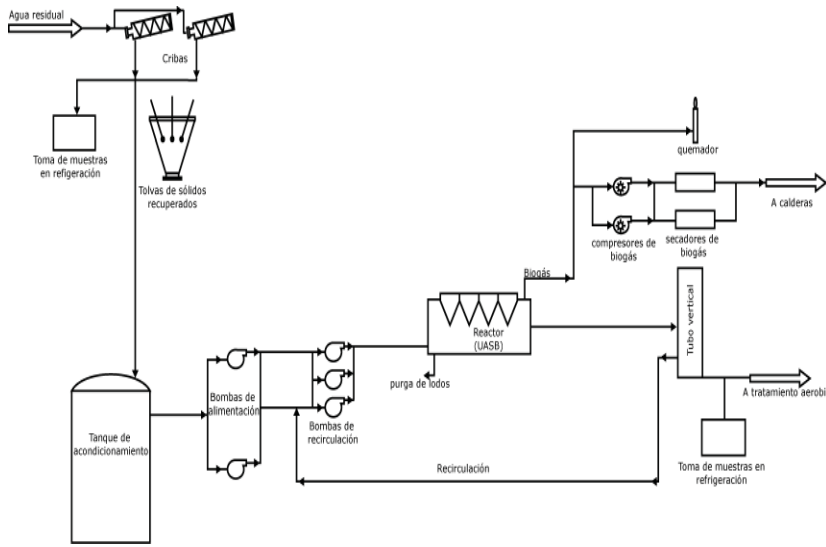 Agua residual
Cribas
Toma de muestras
en refigeración
Tolvas de sólidos
recuperados
quemador
A calderas
compresores de
biogás
secadores de
biogás
Biogás
Reactor
(UASB)
Tubo vertical
purga de lodos
Bombas de
alimentación
Bombas de
recirculación
A tratamiento aerobi
Tanque de
acondicionamiento
Recirculación
Toma de muestras en
refrigeración